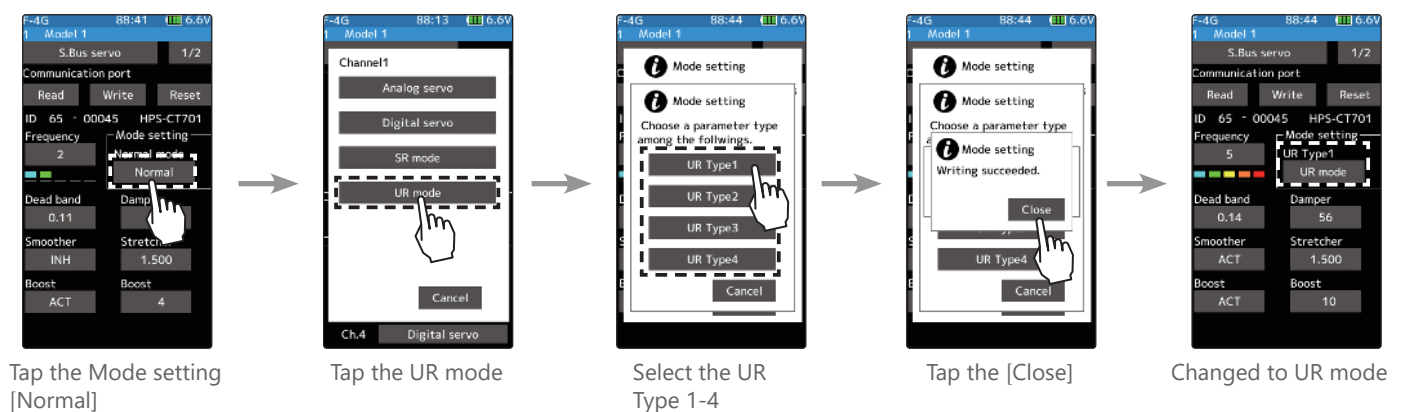 F-4G 88:41 6.6V
1 Model 1
S.Bus servo 1/2
Communication port
Read Write Reset
ID 65 - 00045 HPS-CT701
Frequency Mode setting
Normal mode
2 Normal
Dead band Damp
0.11
Smoother Stretcher
INH 1.500
Boost Boost
ACT 4
Tap the Mode setting
[Normal]
-4G 88:13 6.6V
Model 1
Channel1
Analog servo
Digital servo
SR mode
UR mode
Cancel
Ch.4 Digital servo
Tap the UR mode
-4G 88:44 6.6V
Model 1
Mode setting
Mode setting
Choose a parameter type
among the follwings.
UR Type1
UR Type2
UR Type3
UR Type4
Cancel
Select the UR
Type 1-4
-4G 88:44 6.6V
Model 1
Mode setting
Mode setting
Choose a parameter type
Mode setting
Writing succeeded.
Close
UR Type4
Cancel
Tap the [Close]
F-4G 88:44 6.6V
1 Model 1
S.Bus servo 1/2
Communication port
Read Write Reset
ID 65 - 00045 HPS-CT701
Frequency Mode setting
UR Type1
5 UR mode
Dead band Damper
0.14 56
Smoother Stretcher
ACT 1.500
Boost Boost
ACT 10
Changed to UR mode